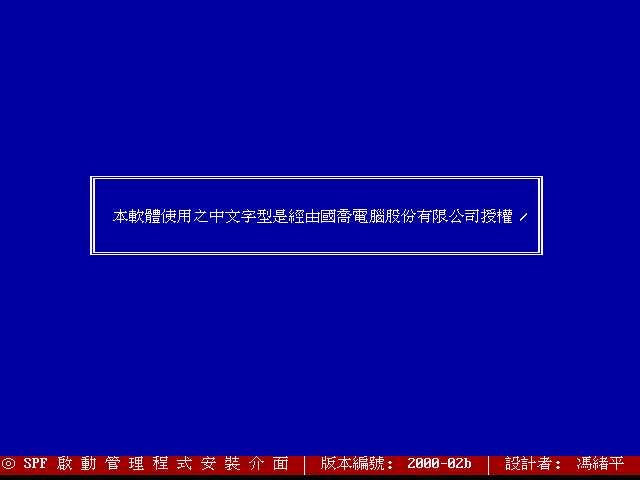 本軟體使用之中文字型是經由國喬電腦股份有限公司授權 /
◎ SPF 啟 動 管 理 程 式 安 裝 介 面 │ 版本編號: 2000-02b │ 設計者: 馮緒平